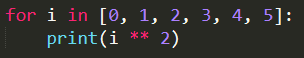 for i in [0, 1, 2, 3, 4, 5]:
    print(i ** 2)